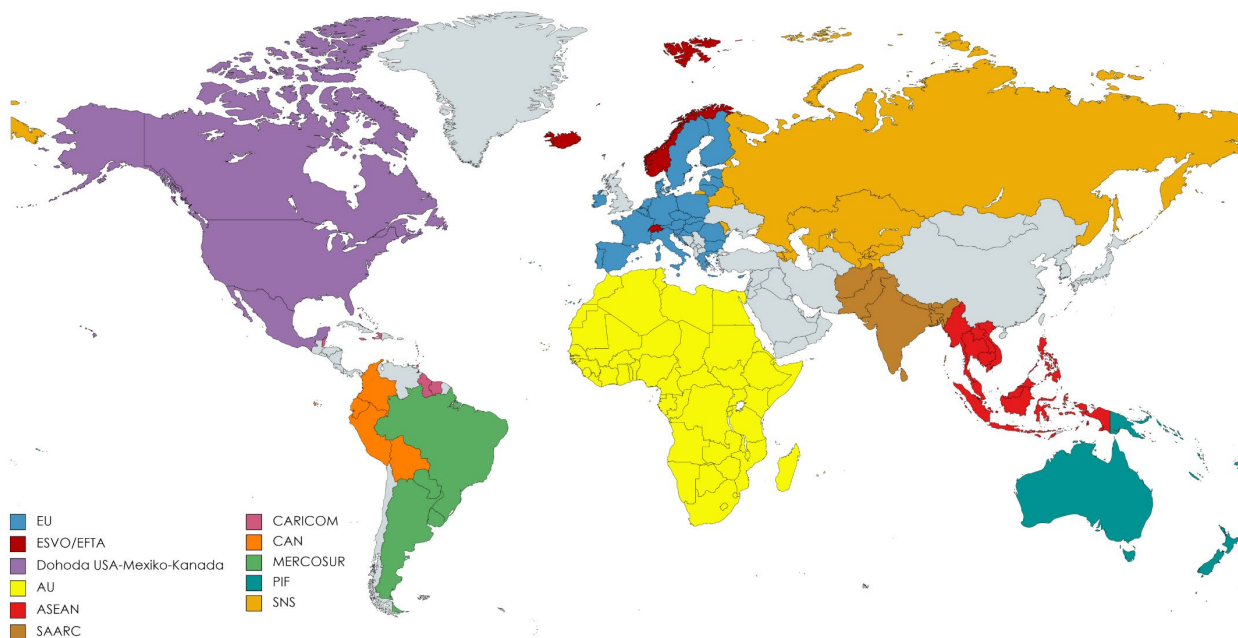 EU
ESVO/EFTA
Dohoda USA-Mexiko-Kanada
AU
ASEAN
SAARC
CARICOM
CAN
MERCOSUR
PIF
SNS